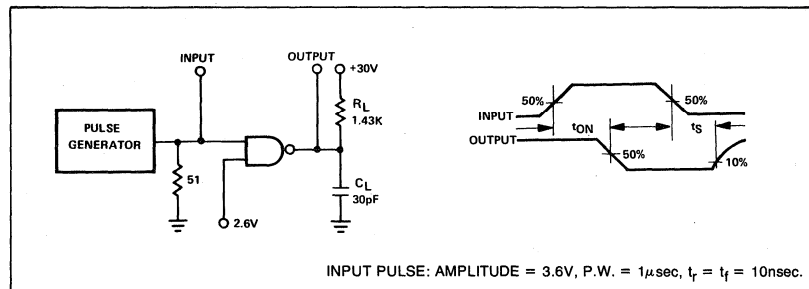 INPUT
OUTPUT
+30V
R_L
1.43K
PULSE
GENERATOR
51
2.6V
C_L
30pF
50%
50%
INPUT
t_ON
t_S
OUTPUT
50%
10%
INPUT PULSE: AMPLITUDE = 3.6V, P.W. = 1μsec, t_r = t_f = 10nsec.